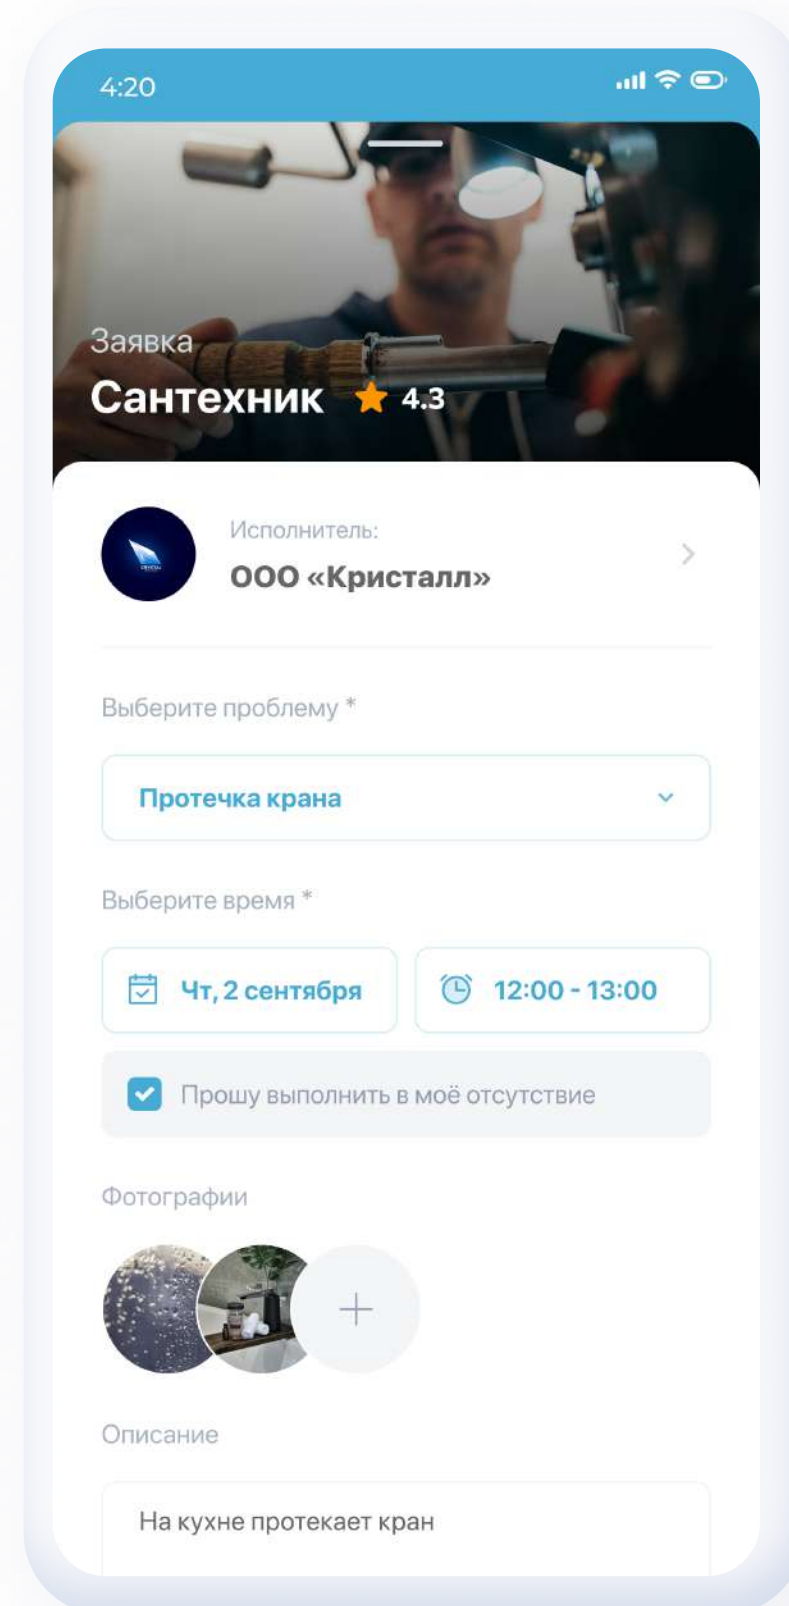 4:20
Заявка
Сантехник 4.3
Исполнитель:
ООО «Кристалл»
Выберите проблему *
Протечка крана
Выберите время *
Чт, 2 сентября
12:00 - 13:00
Прошу выполнить в моё отсутствие
Фотографии
Описание
На кухне протекает кран